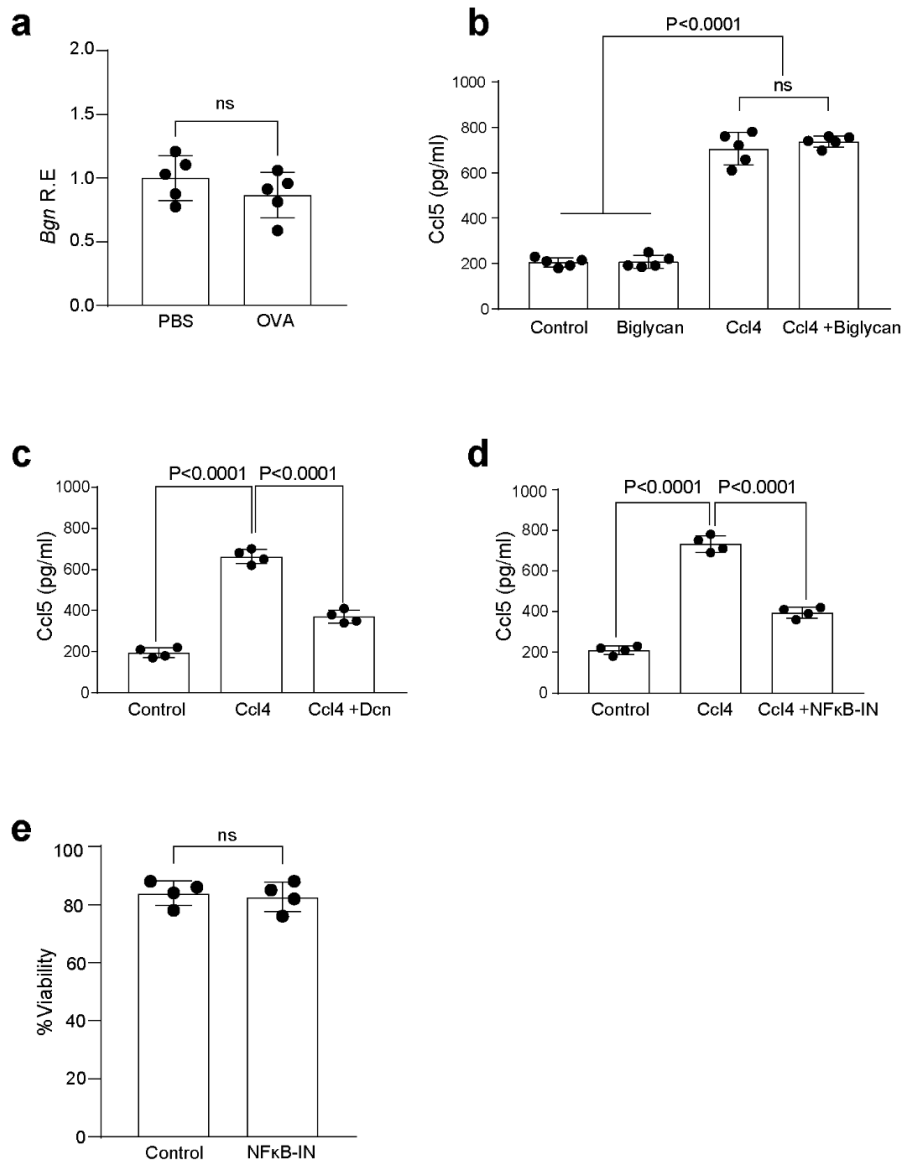 a
2.0
1.5
1.0
0.5
0.0
Bgn R.E
ns
PBS
OVA
b
P<0.0001
ns
1000
800
600
400
200
0
Ccl5 (pg/ml)
Control
Biglycan
Ccl4
Ccl4 +Biglycan
c
P<0.0001
P<0.0001
1000
800
600
400
200
0
Ccl5 (pg/ml)
Control
Ccl4
Ccl4 +Dcn
d
P<0.0001
P<0.0001
1000
800
600
400
200
0
Ccl5 (pg/ml)
Control
Ccl4
Ccl4 +NFκB-IN
e
ns
100
80
60
40
20
0
%Viability
Control
NFκB-IN